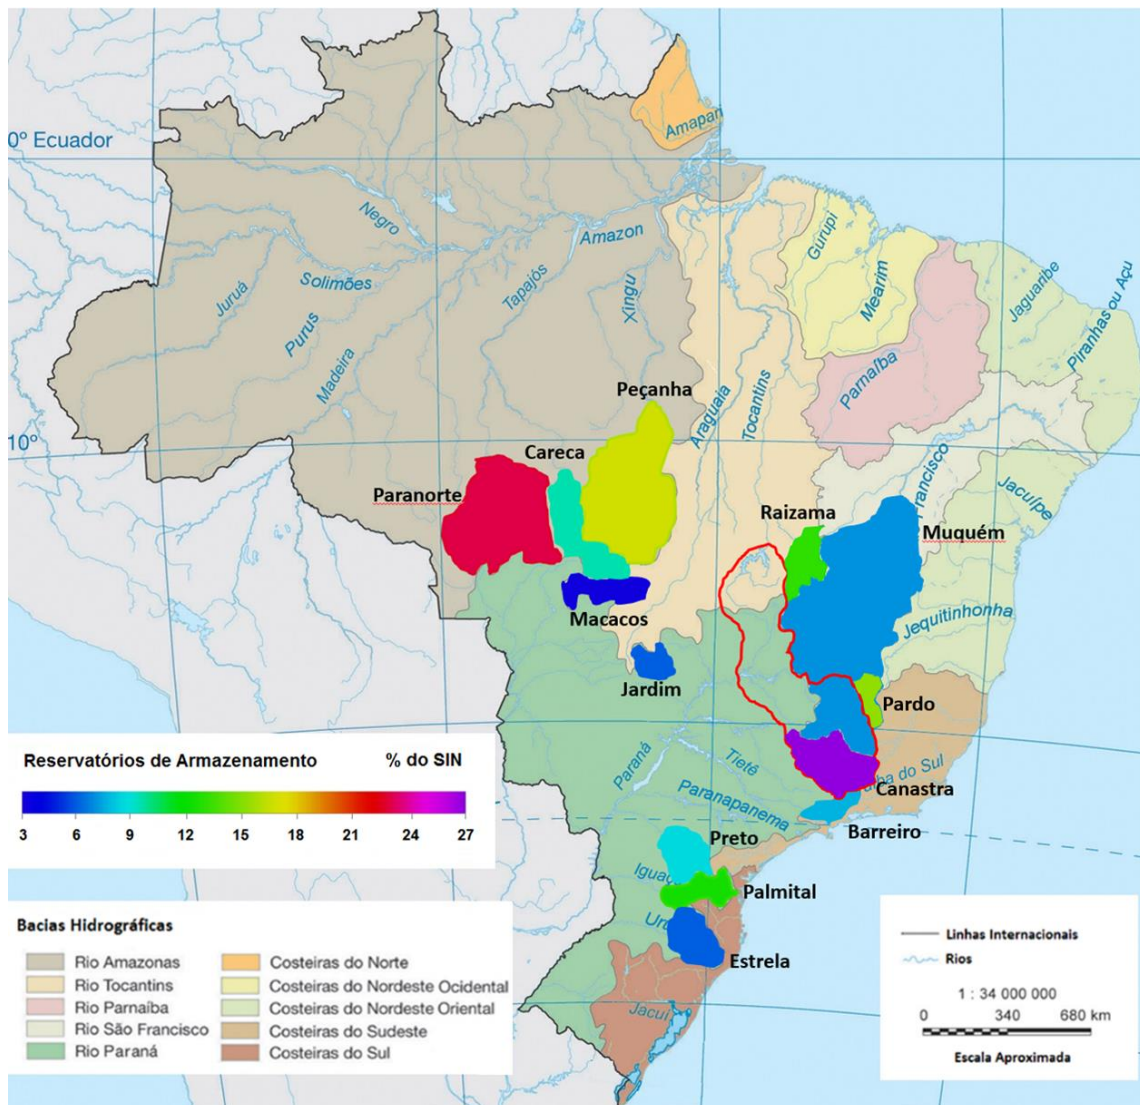 Amapari
0º Ecuador
Negro
Amazon
Gurupi
Solimões
Juruá
Tapajós
Xingu
Mearim
Jaguaribe
Piranhas ou Açu
Purus
Madeira
Parnaíba
Araguaia
Tocantins
Peçanha
10º
Careca
Francisco
Jacuípe
Paranorte
Raizama
Muquém
Macacos
Jequitinhonha
Jardim
Pardo
Paraná
Tietê
ba do Sul
Canastra
Paranapanema
Barreiro
Preto
Iguaç
Palmital
Uru
Estrela
Jacuí
Reservatórios de Armazenamento % do SIN
3 6 9 12 15 18 21 24 27
Bacias Hidrográficas
Rio Amazonas
Rio Tocantins
Rio Parnaíba
Rio São Francisco
Rio Paraná
Costeiras do Norte
Costeiras do Nordeste Ocidental
Costeiras do Nordeste Oriental
Costeiras do Sudeste
Costeiras do Sul
Linhas Internacionais
Rios
1 : 34 000 000
0 340 680 km
Escala Aproximada